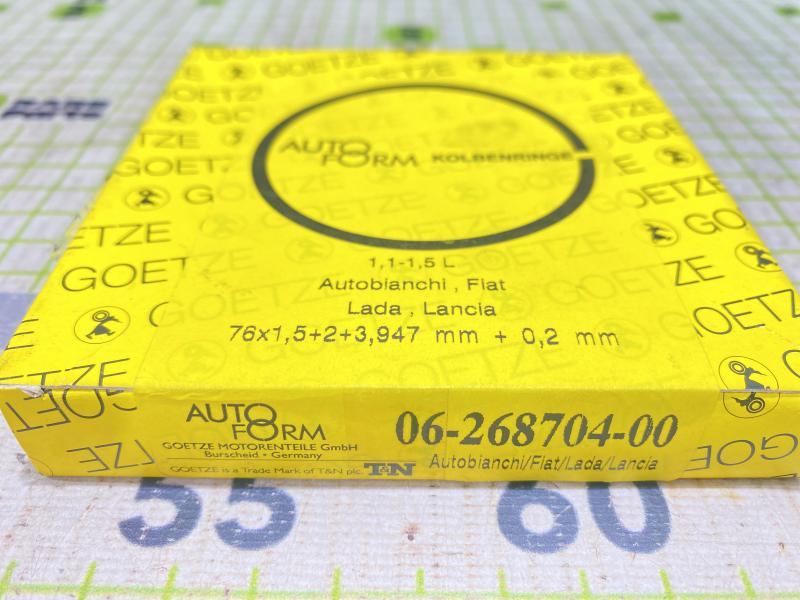 GOETZE
AUTO
FORM KOLBENRINGE
GOETZE
GOETZE
GOETZE
1,1-1,5 L
Autobianchi , Fiat
Lada , Lancia
76x1,5+2+3,947 mm + 0,2 mm
AUTO
FORM
GOETZE MOTORENTEILE GmbH
Burscheid • Germany
GOETZE is a Trade Mark of T&N plc. T&N
06-268704-00
Autobianchi/Fiat/Lada/Lancia
55 60